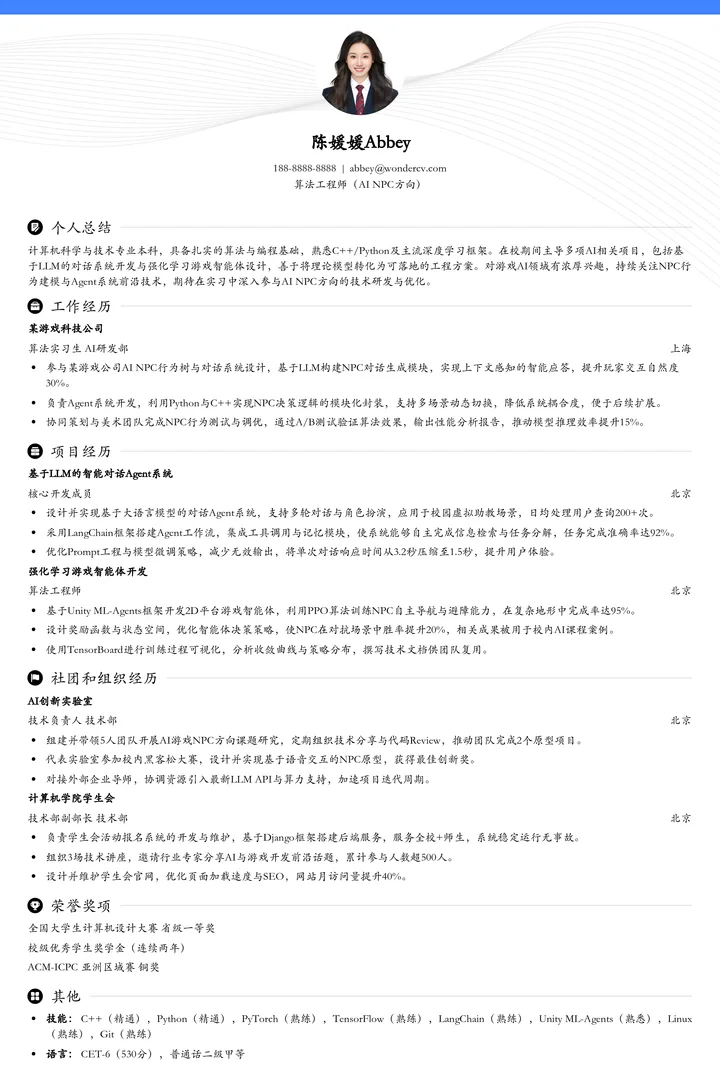 陈媛媛Abbey
188-8888-8888 | abbey@wondercv.com
算法工程师（AI NPC方向）
个人总结
计算机科学与技术专业本科，具备扎实的算法与编程基础，熟悉C++/Python及主流深度学习框架。在校期间主导多项AI相关项目，包括基
于LLM的对话系统开发与强化学习游戏智能体设计，善于将理论模型转化为可落地的工程方案。对游戏AI领域有浓厚兴趣，持续关注NPC行
为建模与Agent系统前沿技术，期待在实习中深入参与AI NPC方向的技术研发与优化。
工作经历
某游戏科技公司
算法实习生 AI研发部 上海
• 参与某游戏公司AI NPC行为树与对话系统设计，基于LLM构建NPC对话生成模块，实现上下文感知的智能应答，提升玩家交互自然度
30%。
• 负责Agent系统开发，利用Python与C++实现NPC决策逻辑的模块化封装，支持多场景动态切换，降低系统耦合度，便于后续扩展。
• 协同策划与美术团队完成NPC行为测试与调优，通过A/B测试验证算法效果，输出性能分析报告，推动模型推理效率提升15%。
项目经历
基于LLM的智能对话Agent系统
核心开发成员 北京
• 设计并实现基于大语言模型的对话Agent系统，支持多轮对话与角色扮演，应用于校园虚拟助教场景，日均处理用户查询200+次。
• 采用LangChain框架搭建Agent工作流，集成工具调用与记忆模块，使系统能够自主完成信息检索与任务分解，任务完成准确率达92%。
• 优化Prompt工程与模型微调策略，减少无效输出，将单次对话响应时间从3.2秒压缩至1.5秒，提升用户体验。
强化学习游戏智能体开发
算法工程师 北京
• 基于Unity ML-Agents框架开发2D平台游戏智能体，利用PPO算法训练NPC自主导航与避障能力，在复杂地形中完成率达95%。
• 设计奖励函数与状态空间，优化智能体决策策略，使NPC在对抗场景中胜率提升20%，相关成果被用于校内AI课程案例。
• 使用TensorBoard进行训练过程可视化，分析收敛曲线与策略分布，撰写技术文档供团队复用。
社团和组织经历
AI创新实验室
技术负责人 技术部 北京
• 组建并带领5人团队开展AI游戏NPC方向课题研究，定期组织技术分享与代码Review，推动团队完成2个原型项目。
• 代表实验室参加校内黑客松大赛，设计并实现基于语音交互的NPC原型，获得最佳创新奖。
• 对接外部企业导师，协调资源引入最新LLM API与算力支持，加速项目迭代周期。
计算机学院学生会
技术部副部长 技术部 北京
• 负责学生会活动报名系统的开发与维护，基于Django框架搭建后端服务，服务全校+师生，系统稳定运行无事故。
• 组织3场技术讲座，邀请行业专家分享AI与游戏开发前沿话题，累计参与人数超500人。
• 设计并维护学生会官网，优化页面加载速度与SEO，网站月访问量提升40%。
荣誉奖项
全国大学生计算机设计大赛 省级一等奖
校级优秀学生奖学金（连续两年）
ACM-ICPC 亚洲区域赛 铜奖
其他
• 技能： C++（精通）, Python（精通）, PyTorch（熟练）, TensorFlow（熟练）, LangChain（熟练）, Unity ML-Agents（熟悉）, Linux
（熟练）, Git（熟练）
• 语言： CET-6（530分）, 普通话二级甲等